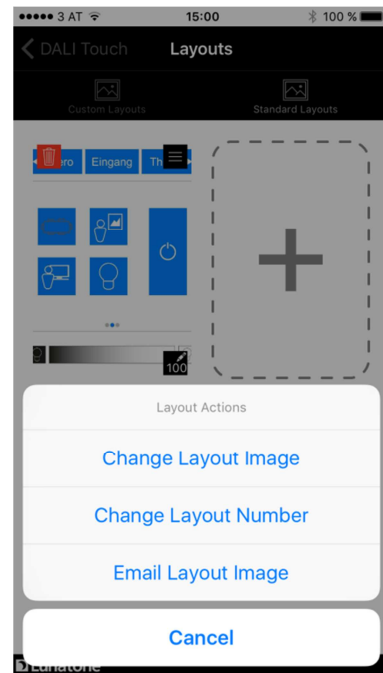 3 AT 15:00 100 %
DALI Touch Layouts
Custom Layouts Standard Layouts
Eingang
100
Layout Actions
Change Layout Image
Change Layout Number
Email Layout Image
Cancel
Lunatone